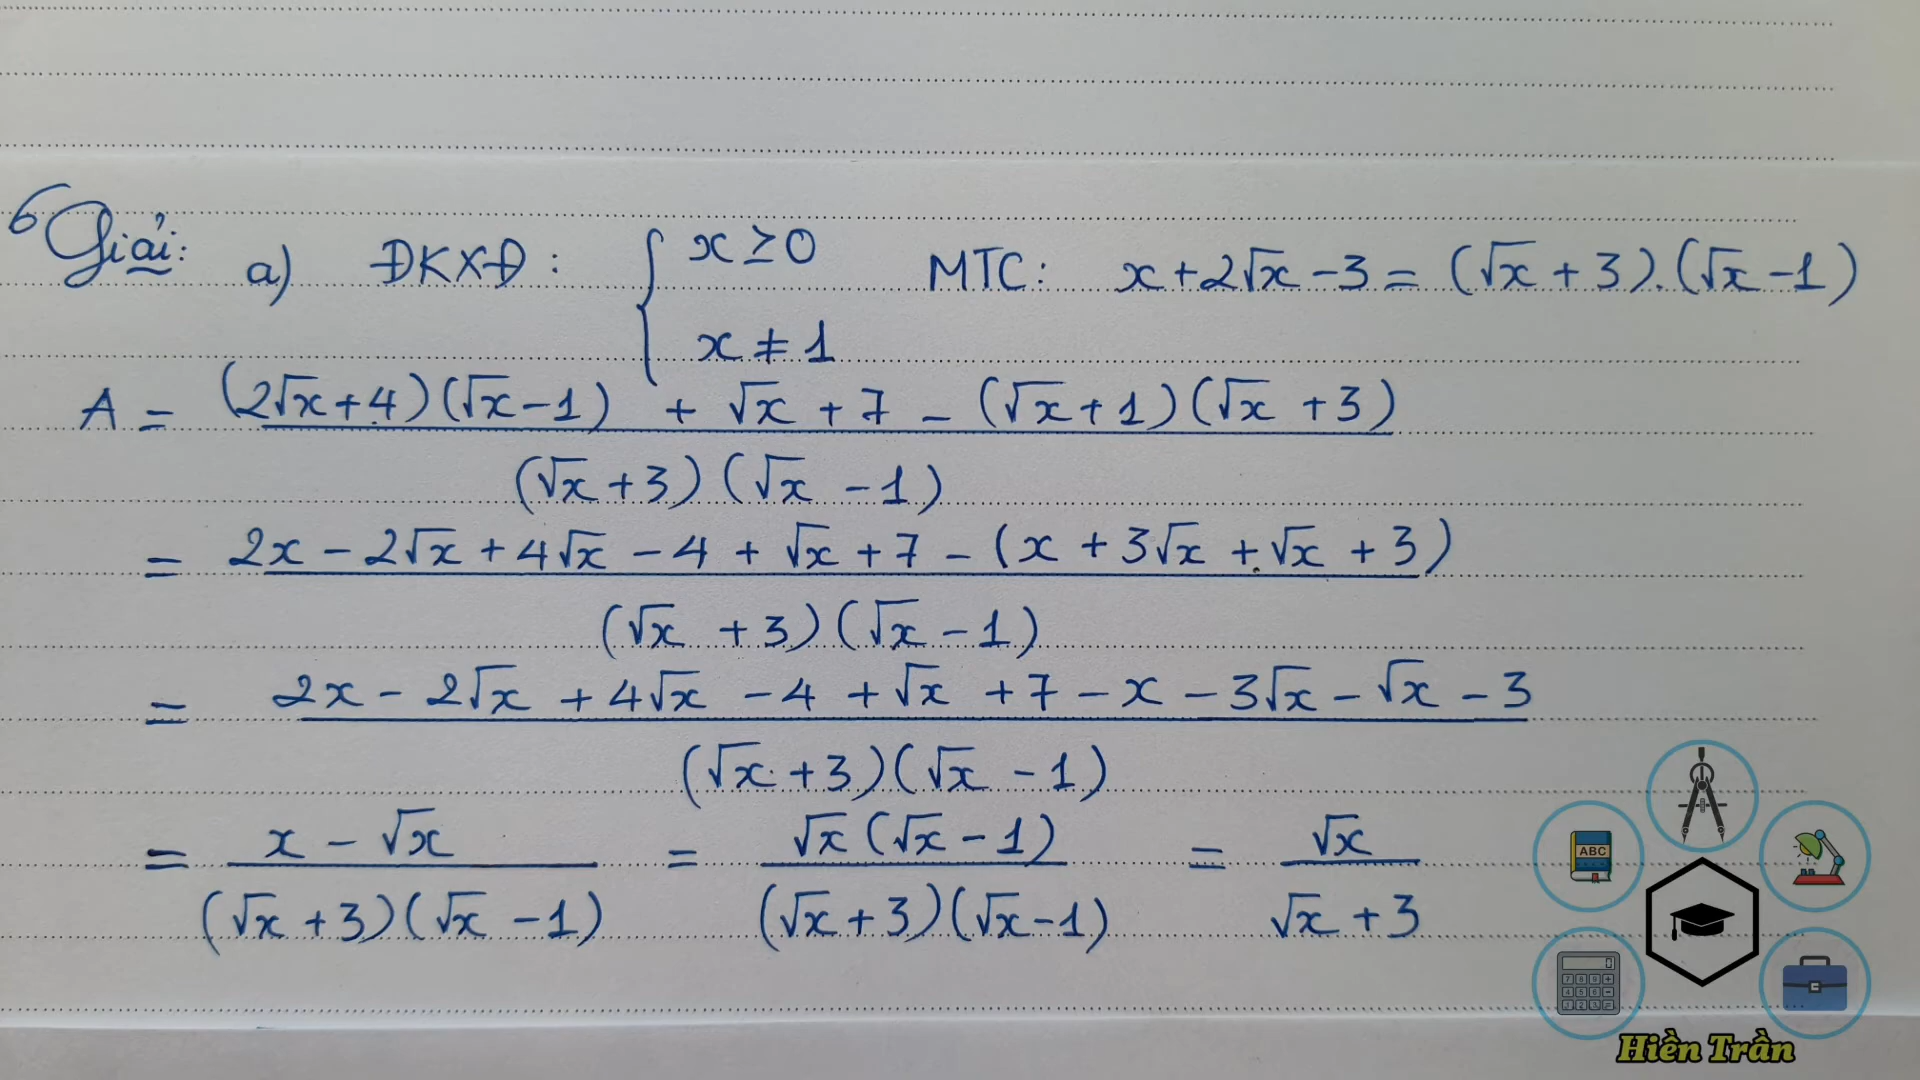 6 Giải: a) ĐKXĐ: { x ≥ 0 MTC: x + 2√x - 3 = (√x + 3).(√x - 1)
x ≠ 1
A = (2√x + 4)(√x - 1) + √x + 7 - (√x + 1)(√x + 3)
(√x + 3)(√x - 1)
= 2x - 2√x + 4√x - 4 + √x + 7 - (x + 3√x + √x + 3)
(√x + 3)(√x - 1)
= 2x - 2√x + 4√x - 4 + √x + 7 - x - 3√x - √x - 3
(√x + 3)(√x - 1)
= x - √x = √x(√x - 1) = √x
(√x + 3)(√x - 1) (√x + 3)(√x - 1) √x + 3
ABC
Hiền Trần